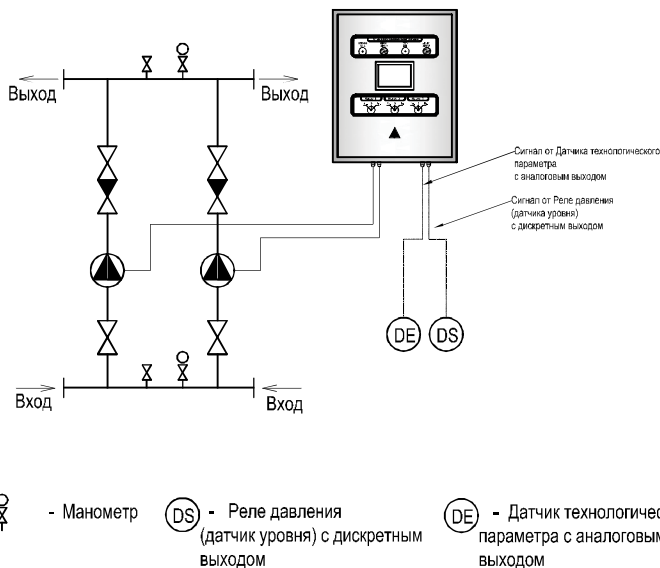 Выход
Выход
Сигнал от Датчика технологического
параметра
с аналоговым выходом
Сигнал от Реле давления
(датчика уровня)
с дискретным выходом
DE
DS
Вход
Вход
- Манометр
DS - Реле давления
(датчик уровня) с дискретным
выходом
DE - Датчик технологичес
параметра с аналоговым
выходом